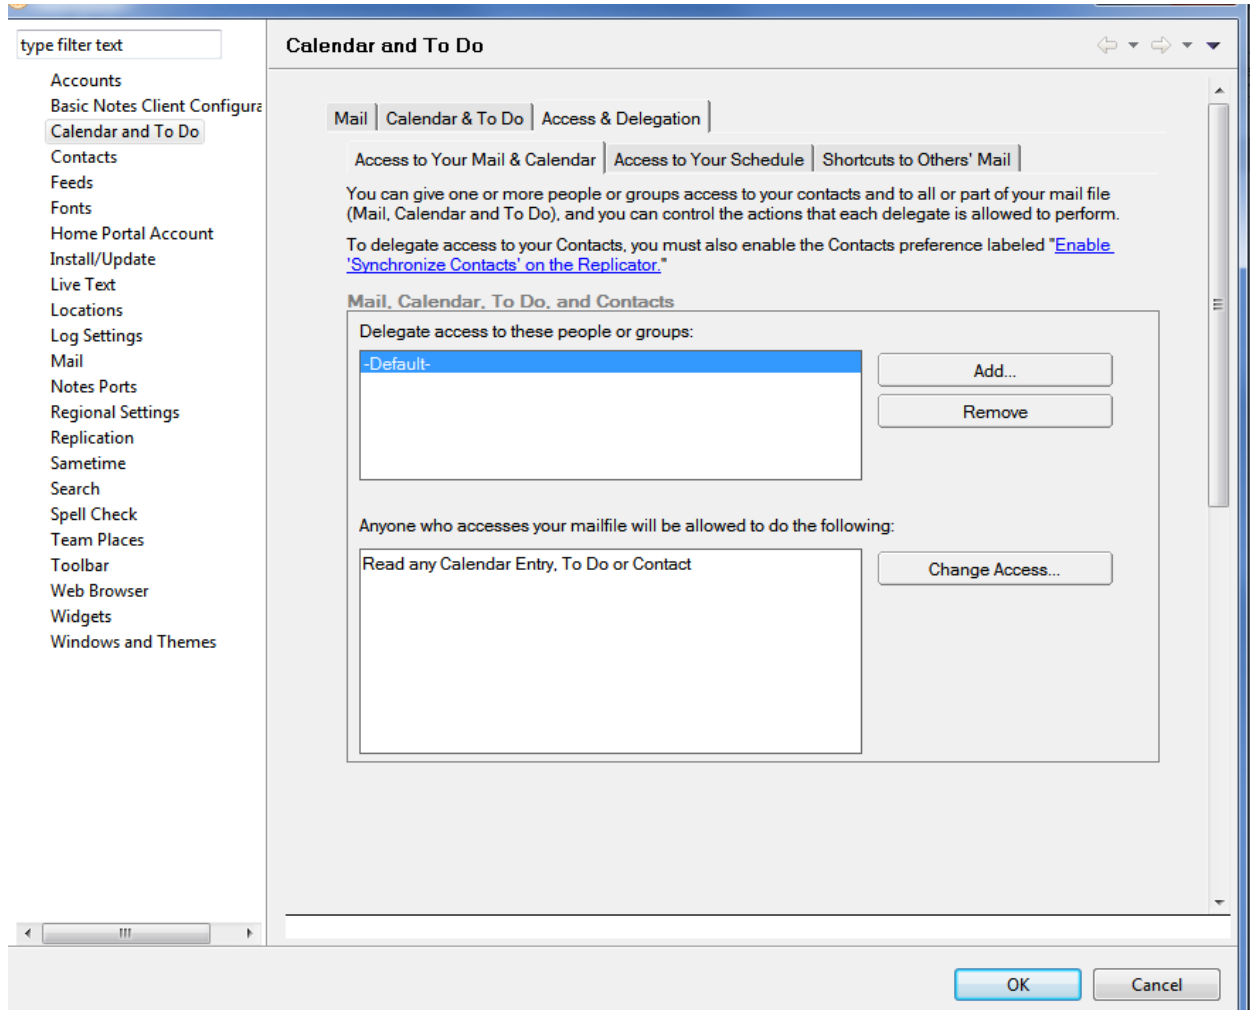 type filter text
Accounts
Basic Notes Client Configura
Calendar and To Do
Contacts
Feeds
Fonts
Home Portal Account
Install/Update
Live Text
Locations
Log Settings
Mail
Notes Ports
Regional Settings
Replication
Sametime
Search
Spell Check
Team Places
Toolbar
Web Browser
Widgets
Windows and Themes
Calendar and To Do
Mail Calendar & To Do Access & Delegation
Access to Your Mail & Calendar Access to Your Schedule Shortcuts to Others' Mail
You can give one or more people or groups access to your contacts and to all or part of your mail file
(Mail, Calendar and To Do), and you can control the actions that each delegate is allowed to perform.
To delegate access to your Contacts, you must also enable the Contacts preference labeled "Enable
'Synchronize Contacts' on the Replicator."
Mail, Calendar, To Do, and Contacts
Delegate access to these people or groups:
-Default-
Add...
Remove
Anyone who accesses your mailfile will be allowed to do the following:
Read any Calendar Entry, To Do or Contact
Change Access...
OK Cancel